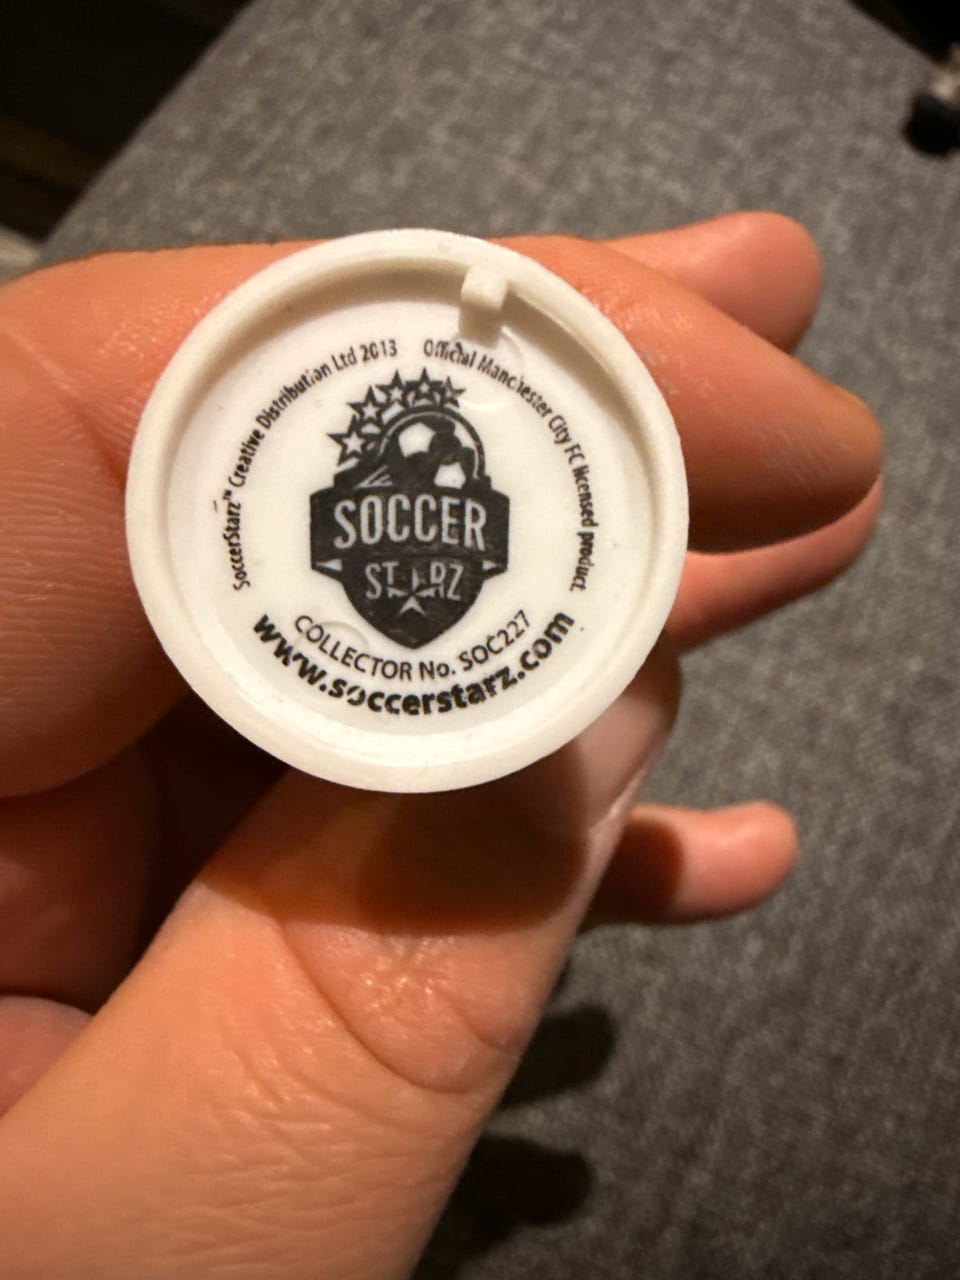 SoccerStarz™ Creative Distribution Ltd 2013
Official Manchester City FC licensed product.
SOCCER
STARZ
COLLECTOR No. SOC227
www.soccerstarz.com